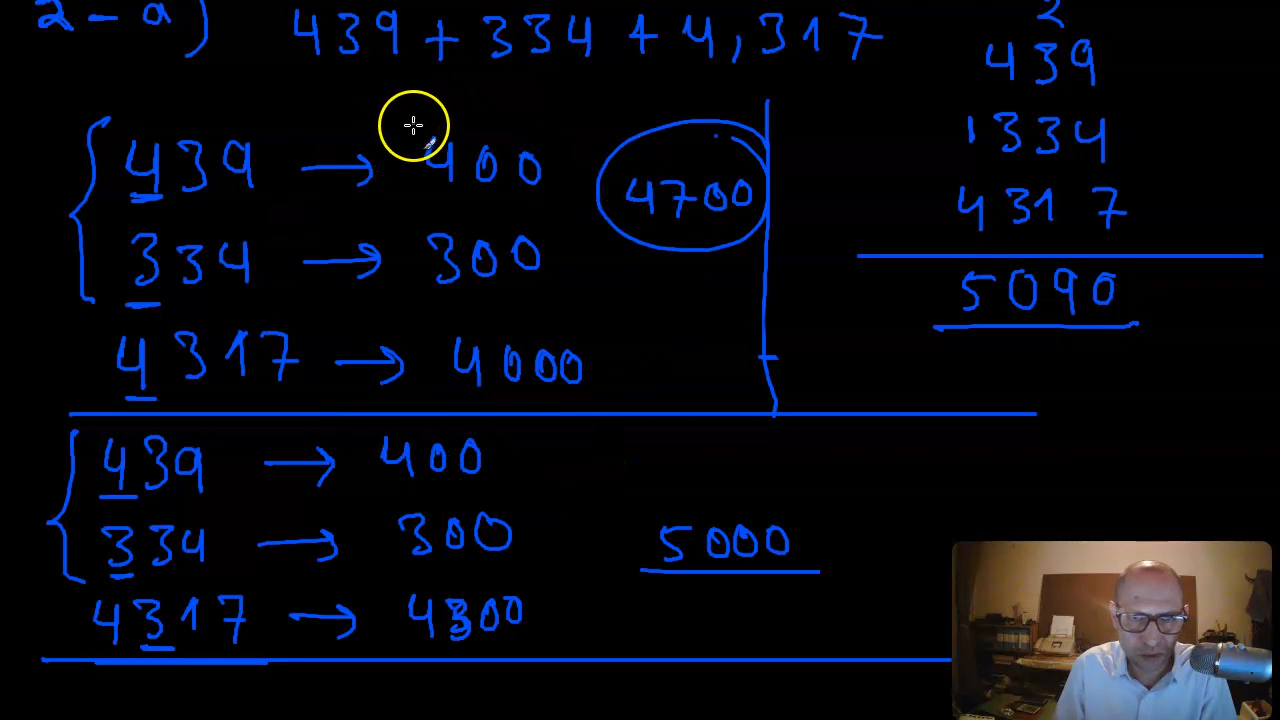 2 - a) 439 + 334 + 4,317
439 → 400
334 → 300
4317 → 4000
4700
2
439
1334
4317
5090
439 → 400
334 → 300
4317 → 4300
5000